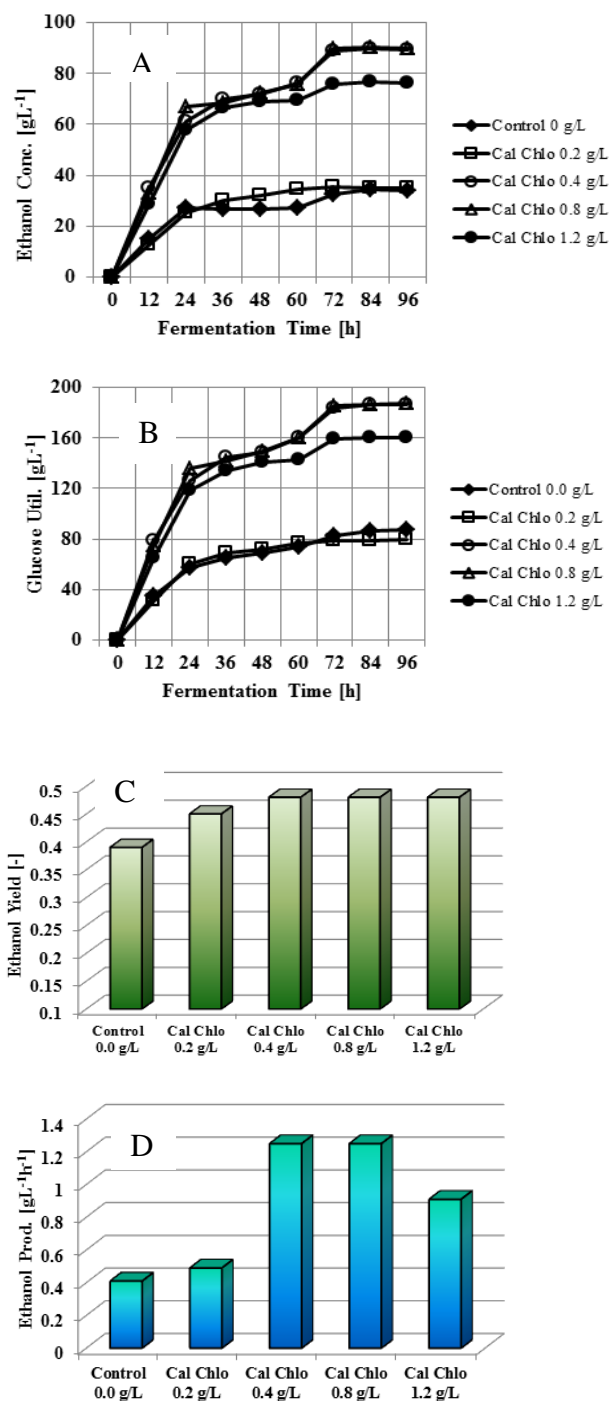 A
100
80
60
40
20
0
Ethanol Conc. [gL-1]
0 12 24 36 48 60 72 84 96
Fermentation Time [h]
Control 0 g/L
Cal Chlo 0.2 g/L
Cal Chlo 0.4 g/L
Cal Chlo 0.8 g/L
Cal Chlo 1.2 g/L
B
200
160
120
80
40
0
Glucose Util. [gL-1]
0 12 24 36 48 60 72 84 96
Fermentation Time [h]
Control 0.0 g/L
Cal Chlo 0.2 g/L
Cal Chlo 0.4 g/L
Cal Chlo 0.8 g/L
Cal Chlo 1.2 g/L
C
0.5
0.45
0.4
0.35
0.3
0.25
0.2
0.15
0.1
Ethanol Yield [-]
Control Cal Chlo Cal Chlo Cal Chlo Cal Chlo
0.0 g/L 0.2 g/L 0.4 g/L 0.8 g/L 1.2 g/L
D
1.4
1.2
1
0.8
0.6
0.4
0.2
0
Ethanol Prod. [gL-1h-1]
Control Cal Chlo Cal Chlo Cal Chlo Cal Chlo
0.0 g/L 0.2 g/L 0.4 g/L 0.8 g/L 1.2 g/L